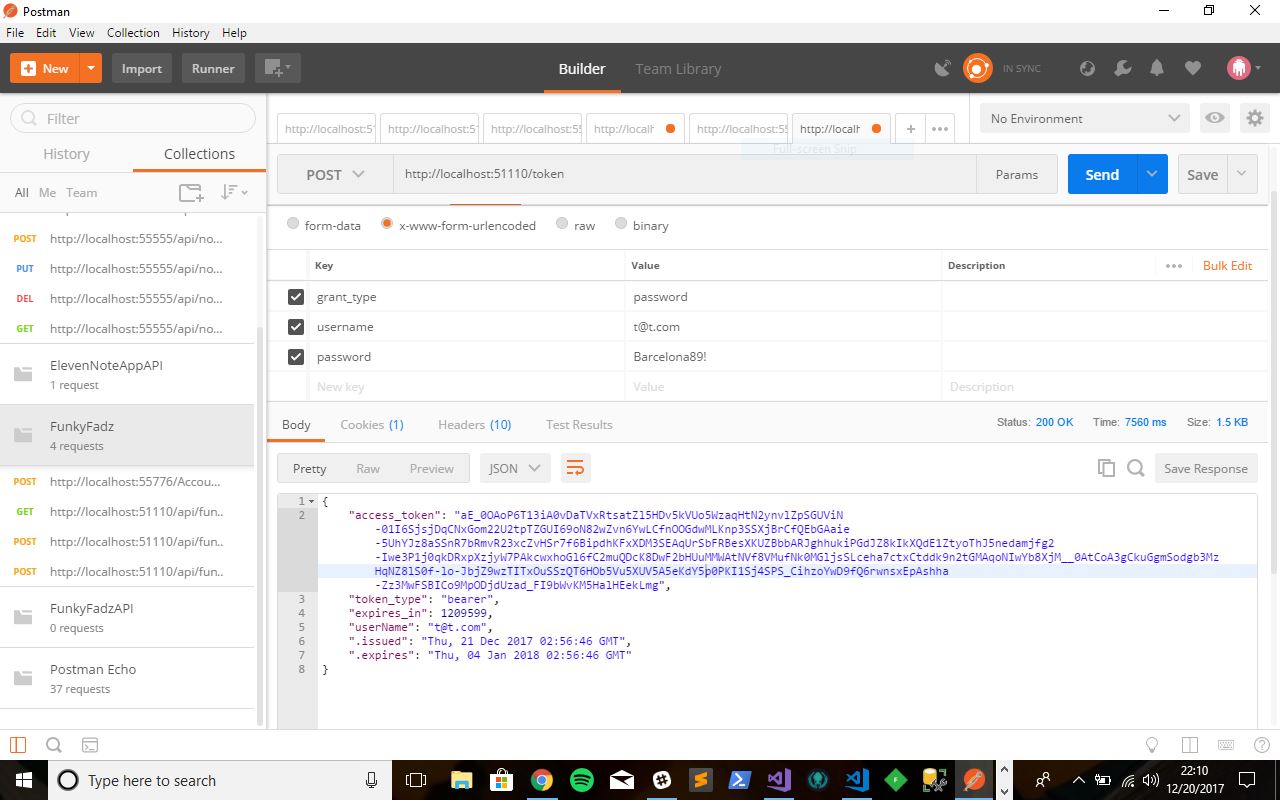 Postman
File Edit View Collection History Help
New Import Runner Builder Team Library IN SYNC
Filter
History Collections
All Me Team
POST http://localhost:55555/api/no...
PUT http://localhost:55555/api/no...
DEL http://localhost:55555/api/no...
GET http://localhost:55555/api/no...
ElevenNoteAppAPI
1 request
FunkyFadz
4 requests
POST http://localhost:55776/Accou...
GET http://localhost:51110/api/fun...
POST http://localhost:51110/api/fun..
POST http://localhost:51110/api/fun..
FunkyFadzAPI
0 requests
Postman Echo
37 requests
http://localhost:51 http://localhost:51 http://localhost:55 http://localh http://localhost:55 http://localh
No Environment
Full-screen Snip
POST http://localhost:51110/token Params Send Save
form-data x-www-form-urlencoded raw binary
Key Value Description Bulk Edit
grant_type password
username t@t.com
password Barcelona89!
New key Value Description
Body Cookies (1) Headers (10) Test Results Status: 200 OK Time: 7560 ms Size: 1.5 KB
Pretty Raw Preview JSON Save Response
1 {
2 "access_token": "aE_0OAoP6T13iA0vDaTVxRtsatZl5HDv5kVUo5WzaqHtN2ynvlZpSGUViN
-01I6SjsjDqCNxGom22U2tpTZGUI69oN82wZvn6YwLCfnOOGdwMLKnp3SSXjBrCfQEbGAaie
-5UhYJz8aSSnR7bRmvR23xcZvHSr7f6BipdhKFxXDM3SEAqUrSbFRBesXKUZBbbARJghhukiPGdJZ8kIkXQdE1ZtyoThJ5nedamjfg2
-Iwe3P1j0qkDRxpXzjyW7PAkcwxhoGl6fC2muQDcK8DwF2bHUuMMWAtNVf8VMufNk0MGljsSLceha7ctxCtddk9n2tGMAqoNIwYb8XjM__0AtCoA3gCkuGgmSodgb3Mz
HqNZ81S0f-lo-JbjZ9wzTITxOuSSzQT6HOb5Vu5XUV5A5eKdY5b0PKI1Sj4SPS_CihzoYwD9fQ6rwnsxEpAshha
-Zz3MwFSBICo9MpODjdUzad_FI9bWvKM5HalHEekLmg",
3 "token_type": "bearer",
4 "expires_in": 1209599,
5 "userName": "t@t.com",
6 ".issued": "Thu, 21 Dec 2017 02:56:46 GMT",
7 ".expires": "Thu, 04 Jan 2018 02:56:46 GMT"
8 }
Type here to search
22:10
12/20/2017